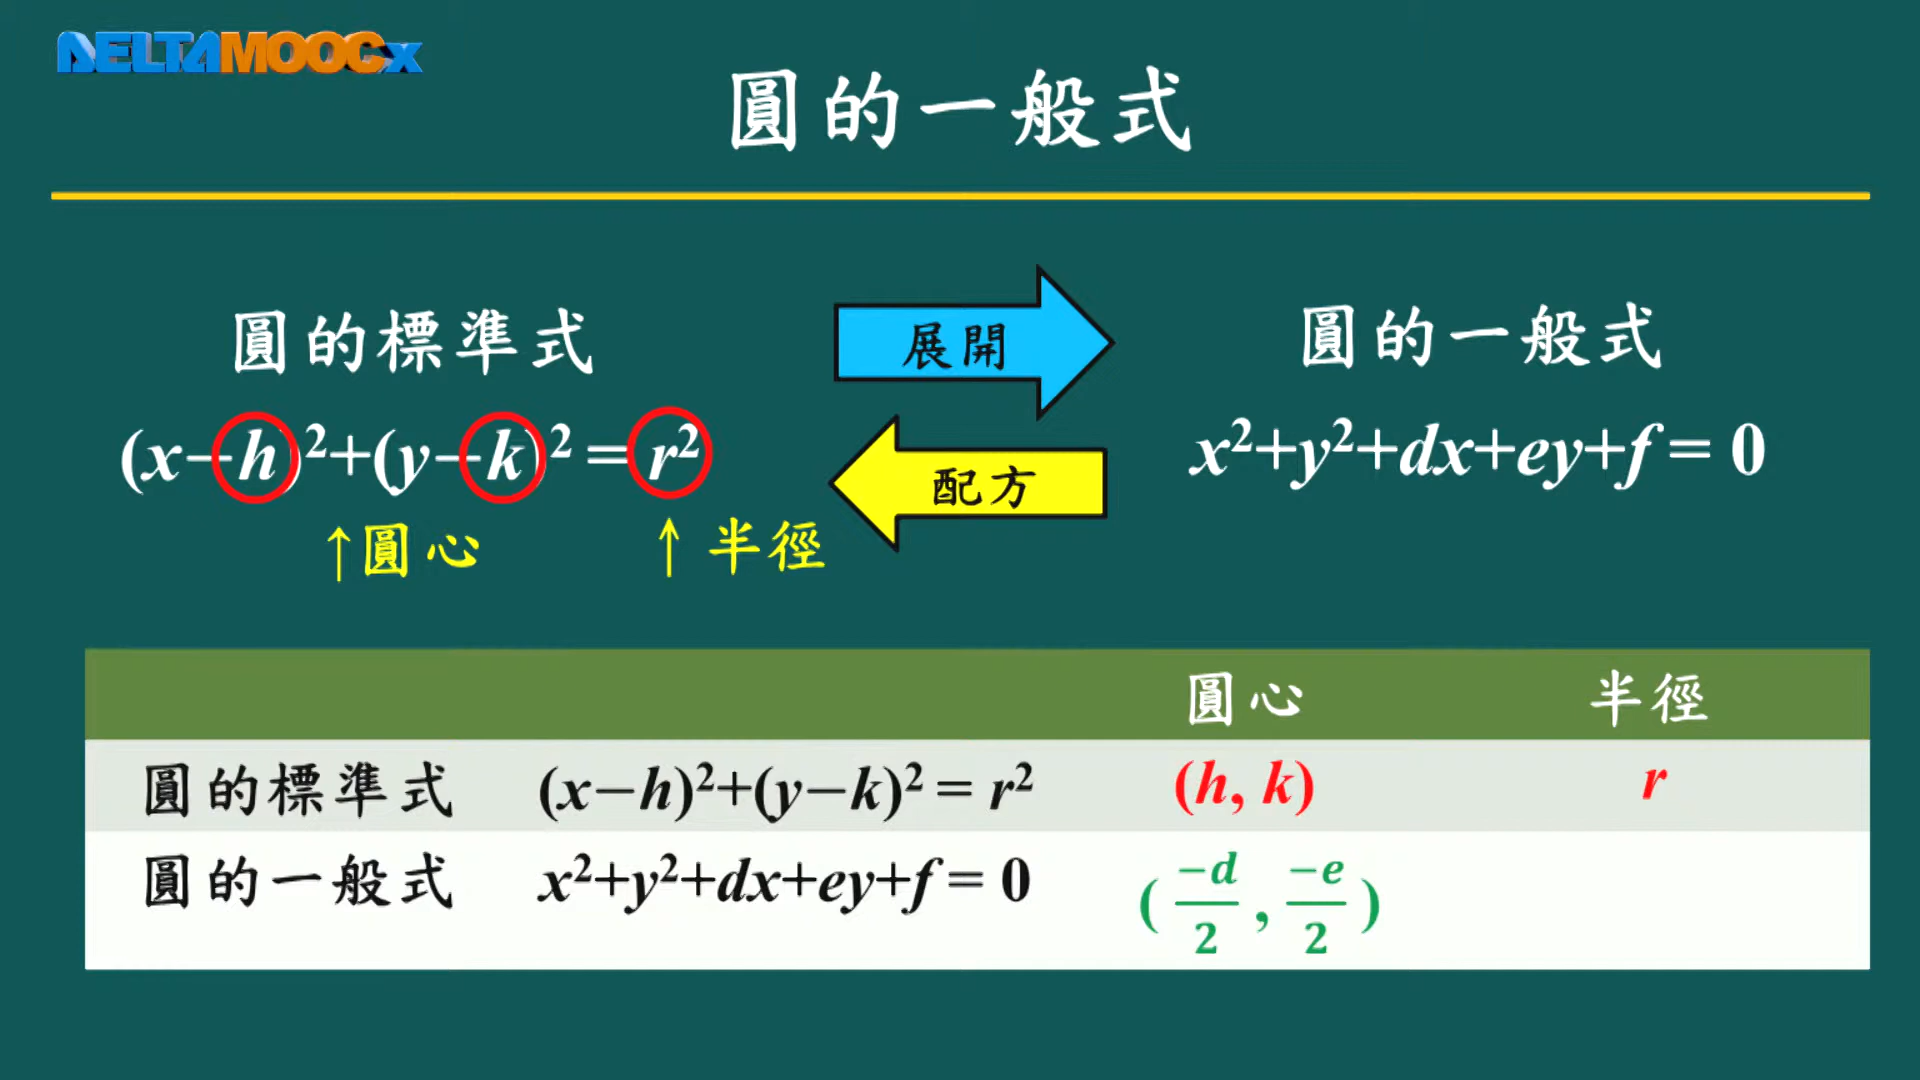 DELTAMOOCx
圓的一般式
圓的標準式
展開
圓的一般式
(x−h)²+(y−k)² = r²
配方
x²+y²+dx+ey+f = 0
↑圓心
↑ 半徑
圓心 半徑
圓的標準式 (x−h)²+(y−k)² = r² (h, k) r
圓的一般式 x²+y²+dx+ey+f = 0 (−d/2, −e/2)